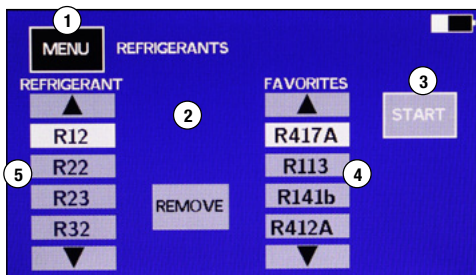 1
MENU REFRIGERANTS
REFRIGERANT FAVORITES 3
2 START
R12 R417A
R22 R113
5 4
R23 REMOVE R141b
R32 R412A